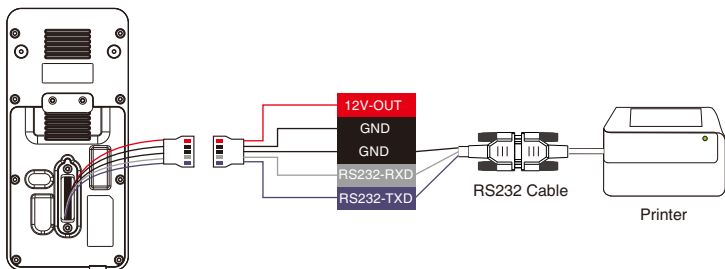 12V-OUT
GND
GND
RS232-RXD
RS232-TXD
RS232 Cable
Printer